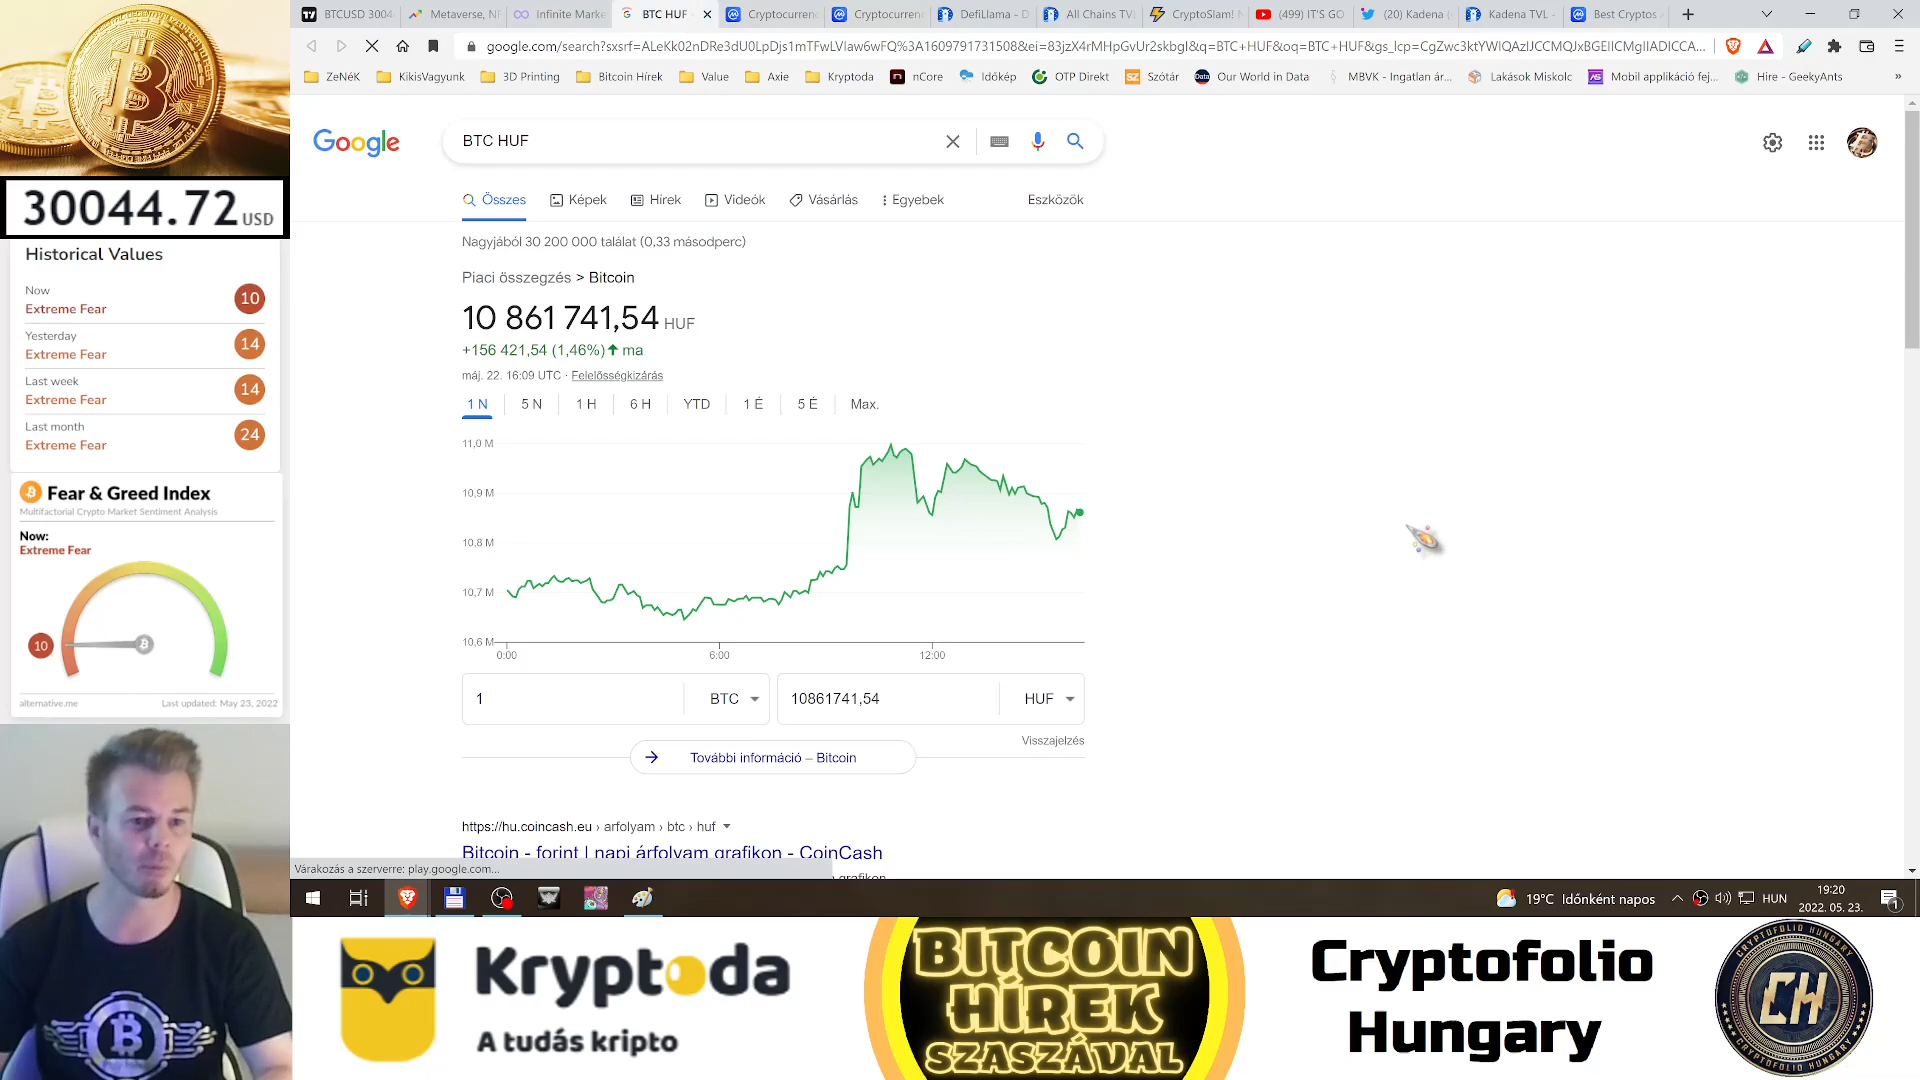 30044.72 USD
Historical Values
Now
Extreme Fear
10
Yesterday
Extreme Fear
14
Last week
Extreme Fear
14
Last month
Extreme Fear
24
Fear & Greed Index
Multifactorial Crypto Market Sentiment Analysis
Now:
Extreme Fear
10
alternative.me Last updated: May 23, 2022
BTCUSD 3004 Metaverse, N Infinite Marke BTC HUF Cryptocurrenc Cryptocurrenc DefiLlama - D All Chains TV CryptoSlam! (499) IT'S GO (20) Kadena Kadena TVL - Best Cryptos
google.com/search?sxsrf=ALeKk02nDRe3dU0LpDjs1mTFwLVIaw6wFQ%3A1609791731508&ei=83jzX4rMHpGvUr2skbgI&q=BTC+HUF&oq=BTC+HUF&gs_lcp=CgZwc3ktYWIQAzIJCCMQJxBGEIICMgIIADICCA...
ZeNéK KikisVagyunk 3D Printing Bitcoin Hírek Value Axie Kryptoda nCore Időkép OTP Direkt Szótár Our World in Data MBVK - Ingatlan ár... Lakások Miskolc Mobil applikáció fej... Hire - GeekyAnts »
Google
BTC HUF
Összes Képek Hírek Videók Vásárlás Egyebek Eszközök
Nagyjából 30 200 000 találat (0,33 másodperc)
Piaci összegzés > Bitcoin
10 861 741,54 HUF
+156 421,54 (1,46%) ma
máj. 22. 16:09 UTC · Felelősségkizárás
1 N 5 N 1 H 6 H YTD 1 É 5 É Max.
11,0 M
10,9 M
10,8 M
10,7 M
10,6 M
0:00 6:00 12:00
1 BTC 10861741,54 HUF
Visszajelzés
További információ – Bitcoin
https://hu.coincash.eu › arfolyam › btc › huf
Bitcoin - forint | napi árfolyam grafikon - CoinCash
grafikon
Várakozás a szerverre: play.google.com...
19°C Időnként napos HUN 19:20
2022. 05. 23.
1
Kryptoda
A tudás kripto
BITCOIN
HÍREK
SZASZÁVAL
Cryptofolio
Hungary
CRYPTOFOLIO HUNGARY
CH
CRYPTOFOLIO HUNGARY